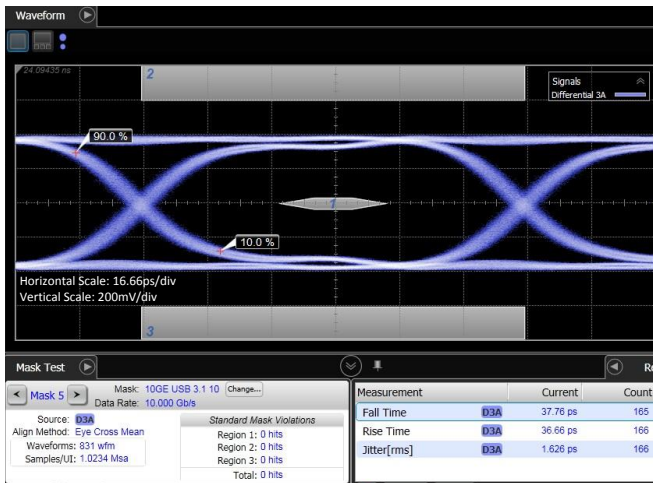 Waveform
24.09435 ns
2
Signals
Differential 3A
90.0 %
1
10.0 %
Horizontal Scale: 16.66ps/div
Vertical Scale: 200mV/div
3
Mask Test
Mask 5
Mask: 10GE USB 3.1 10 Change...
Data Rate: 10.000 Gb/s
Source: D3A
Align Method: Eye Cross Mean
Waveforms: 831 wfm
Samples/UI: 1.0234 Msa
Standard Mask Violations
Region 1: 0 hits
Region 2: 0 hits
Region 3: 0 hits
Total: 0 hits
Measurement Current Count
Fall Time D3A 37.76 ps 165
Rise Time D3A 36.66 ps 166
Jitter[rms] D3A 1.626 ps 166